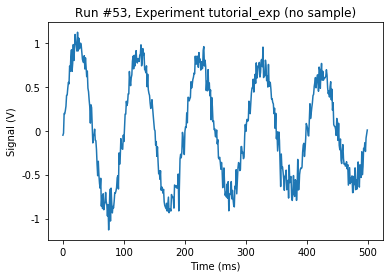 Run #53, Experiment tutorial_exp (no sample)
1
0.5
0
-0.5
-1
Signal (V)
0 100 200 300 400 500
Time (ms)